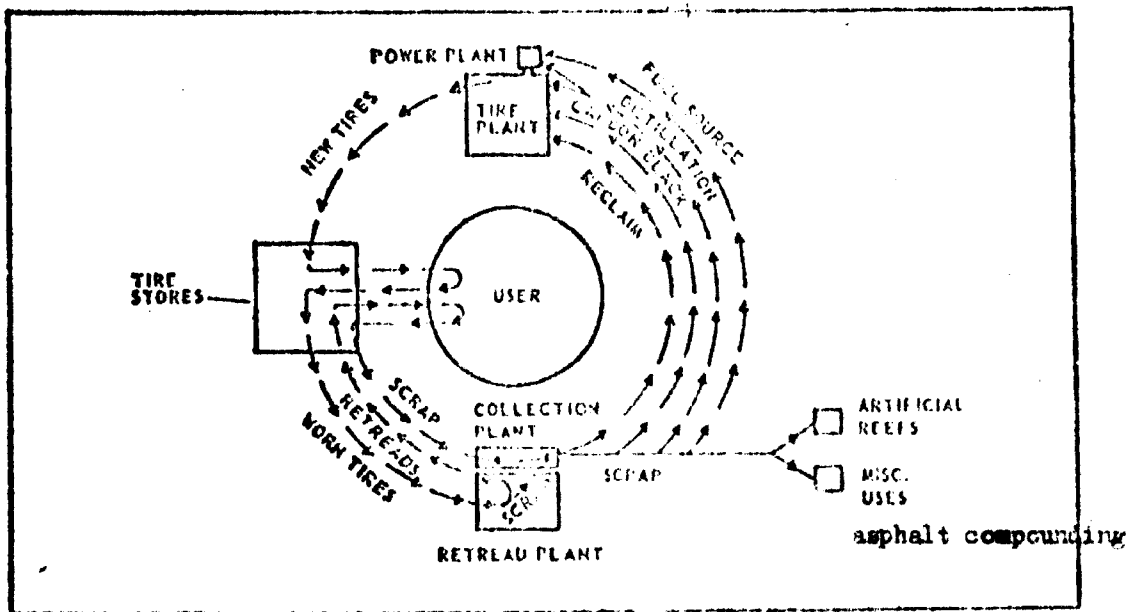 POWER PLANT
TIRE
PLANT
FUEL SOURCE
DISTILLATION
CARBON BLACK
RECLAIM
NEW TIRES
TIRE
STORES
USER
SCRAP
RETREADS
WORN TIRES
COLLECTION
PLANT
SCRAP
ARTIFICIAL
REEFS
MISC.
USES
RETREAD PLANT
asphalt compounding